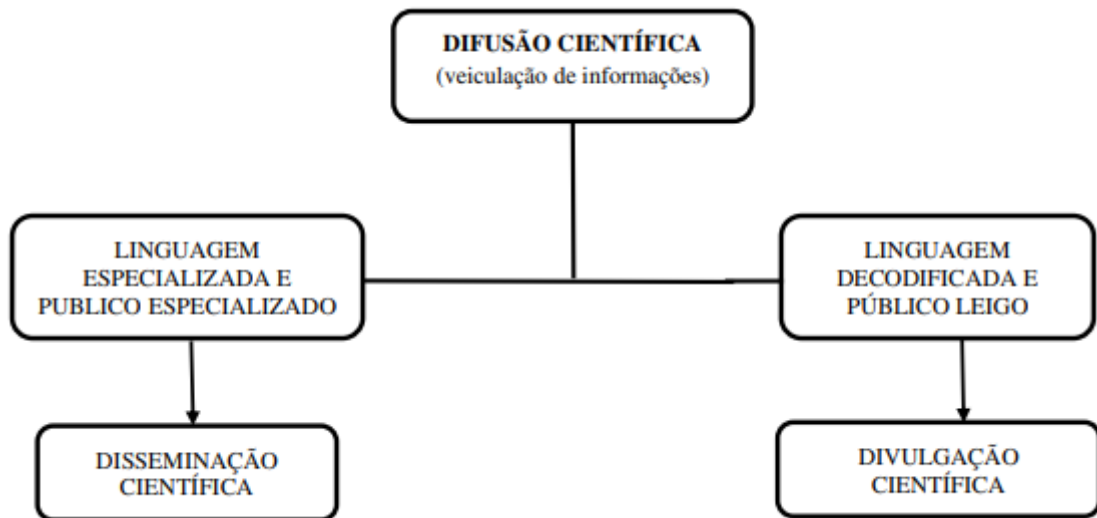 DIFUSÃO CIENTÍFICA
(veiculação de informações)
LINGUAGEM
ESPECIALIZADA E
PUBLICO ESPECIALIZADO
LINGUAGEM
DECODIFICADA E
PÚBLICO LEIGO
DISSEMINAÇÃO
CIENTÍFICA
DIVULGAÇÃO
CIENTÍFICA